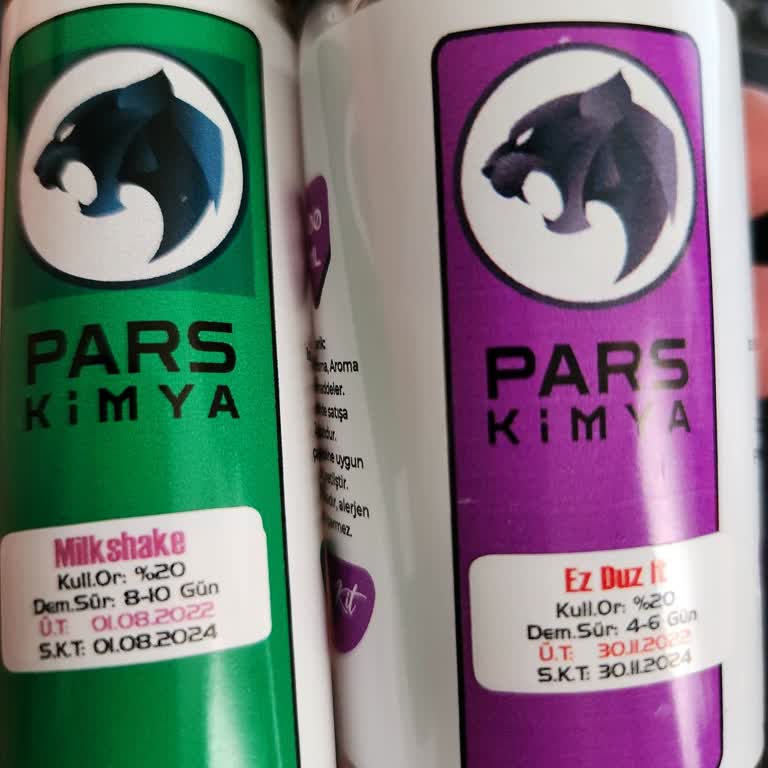 PARS
KiMYA
Milkshake
Kull.Or: %20
Dem.Sür: 8-10 Gün
Ü.T: 01.08.2022
S.K.T: 01.08.2024
Aroma
satışa
uygun
alerjen
Kit
PARS
KiMYA
Ez Duz It
Kull.Or: %20
Dem.Sür: 4-6 Gün
Ü.T: 30.11.2022
S.K.T: 30.11.2024